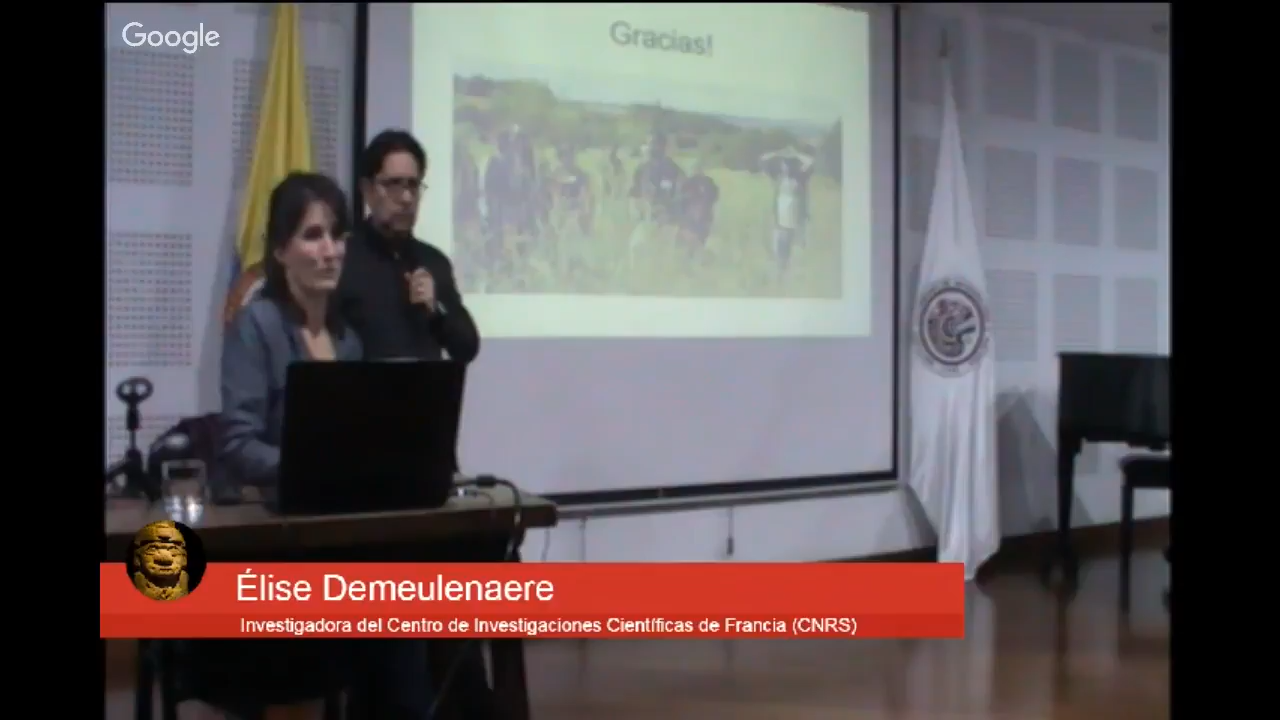 Google
Gracias!
Élise Demeulenaere
Investigadora del Centro de Investigaciones Científicas de Francia (CNRS)